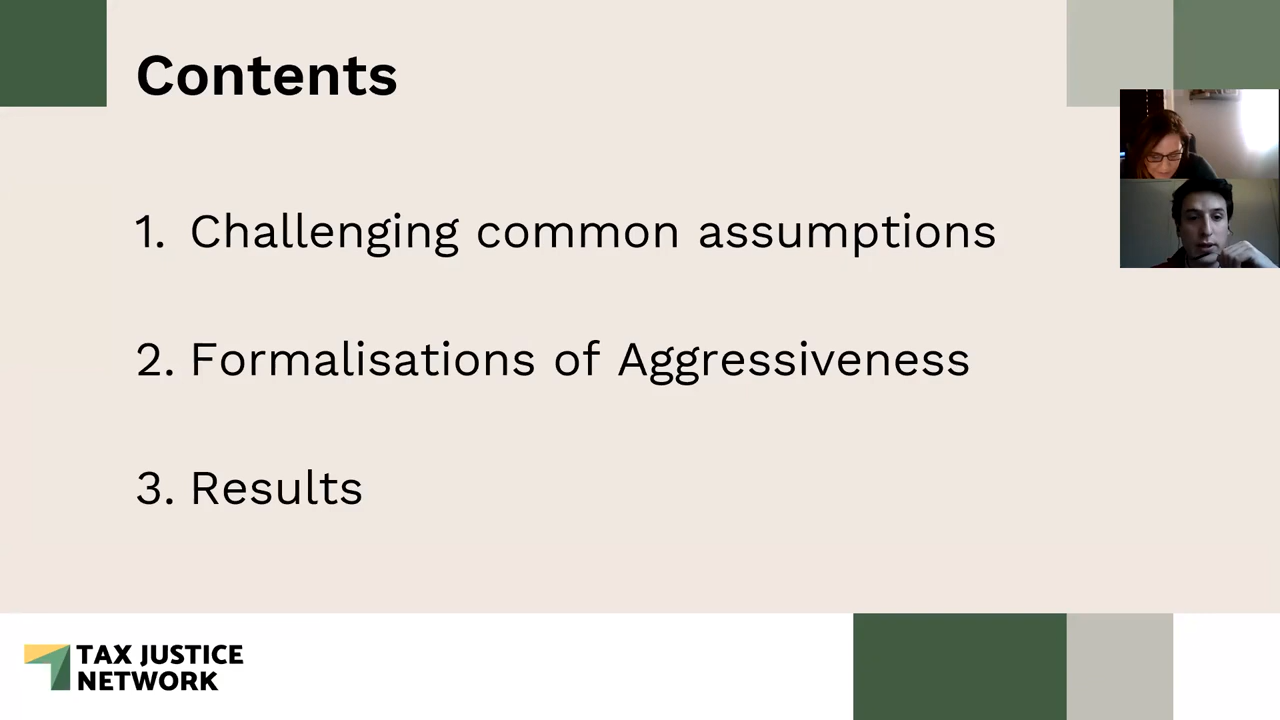 Contents
1. Challenging common assumptions
2. Formalisations of Aggressiveness
3. Results
TAX JUSTICE
NETWORK